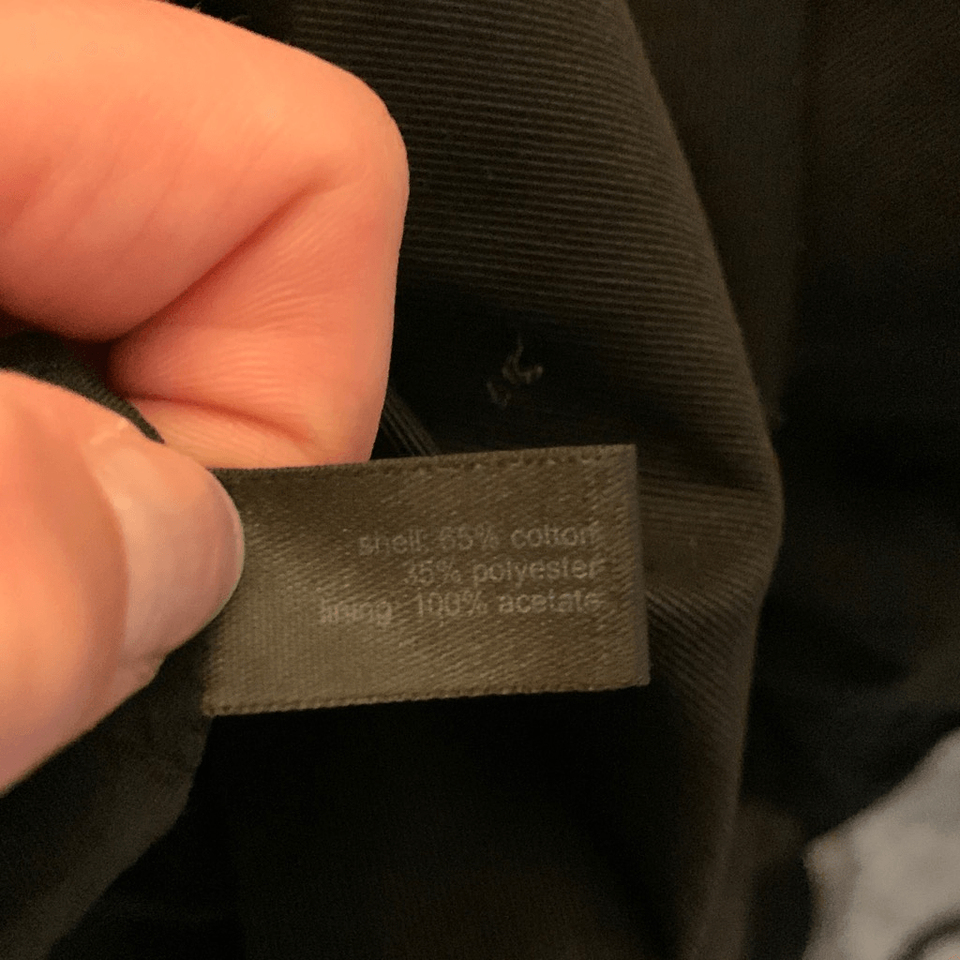 shell: 65% cotton
35% polyester
lining: 100% acetate